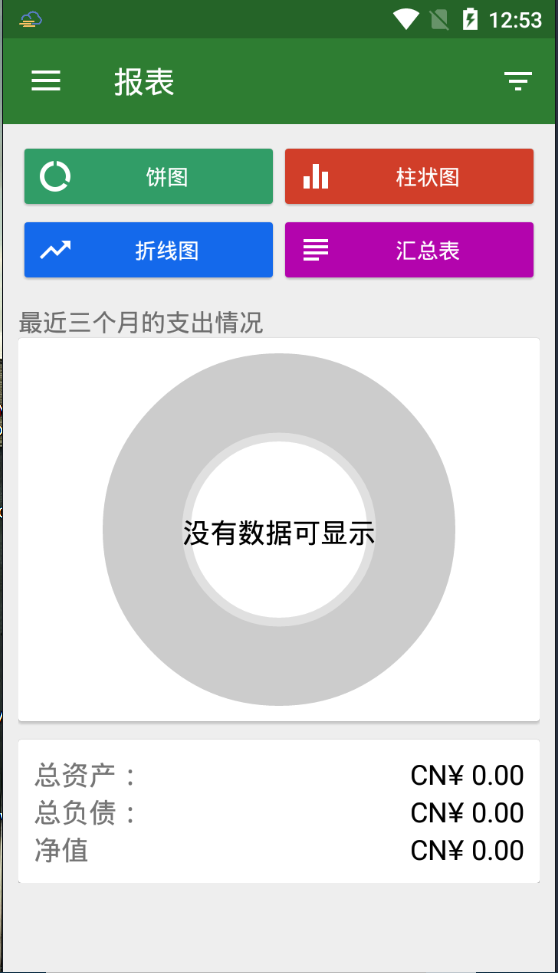 12:53
报表
饼图
柱状图
折线图
汇总表
最近三个月的支出情况
没有数据可显示
总资产： CN¥ 0.00
总负债： CN¥ 0.00
净值 CN¥ 0.00